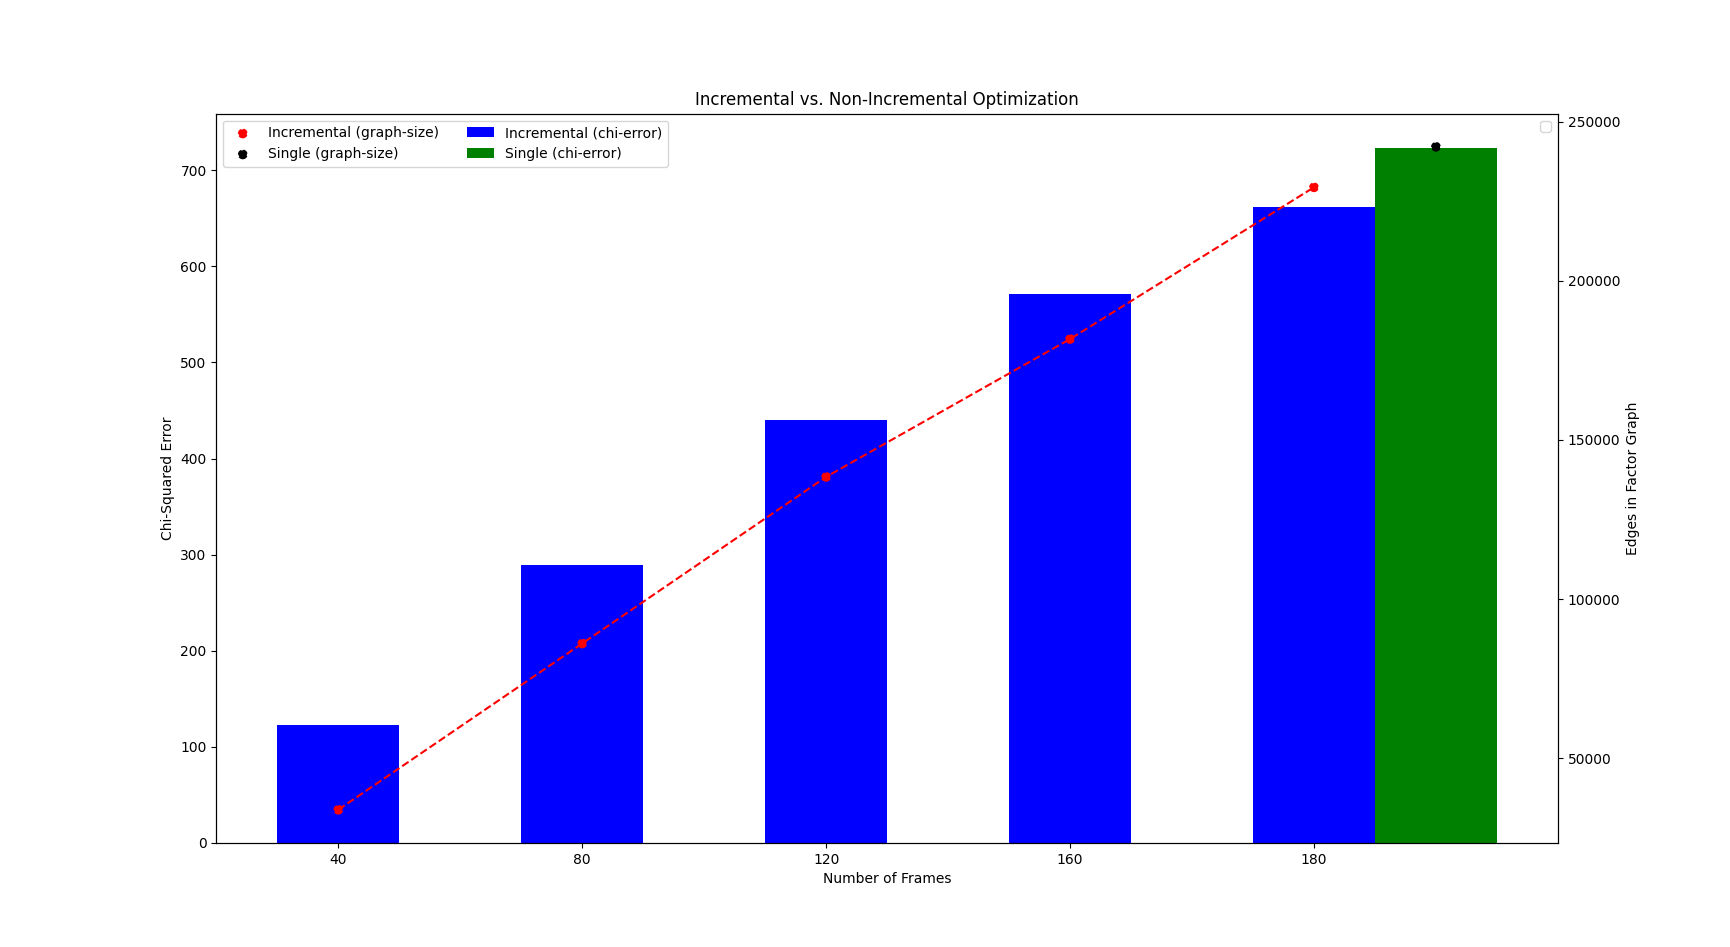 Incremental vs. Non-Incremental Optimization
Incremental (graph-size)
Single (graph-size)
Incremental (chi-error)
Single (chi-error)
Chi-Squared Error
700
600
500
400
300
200
100
0
40 80 120 160 180
Number of Frames
250000
200000
150000
100000
50000
Edges in Factor Graph